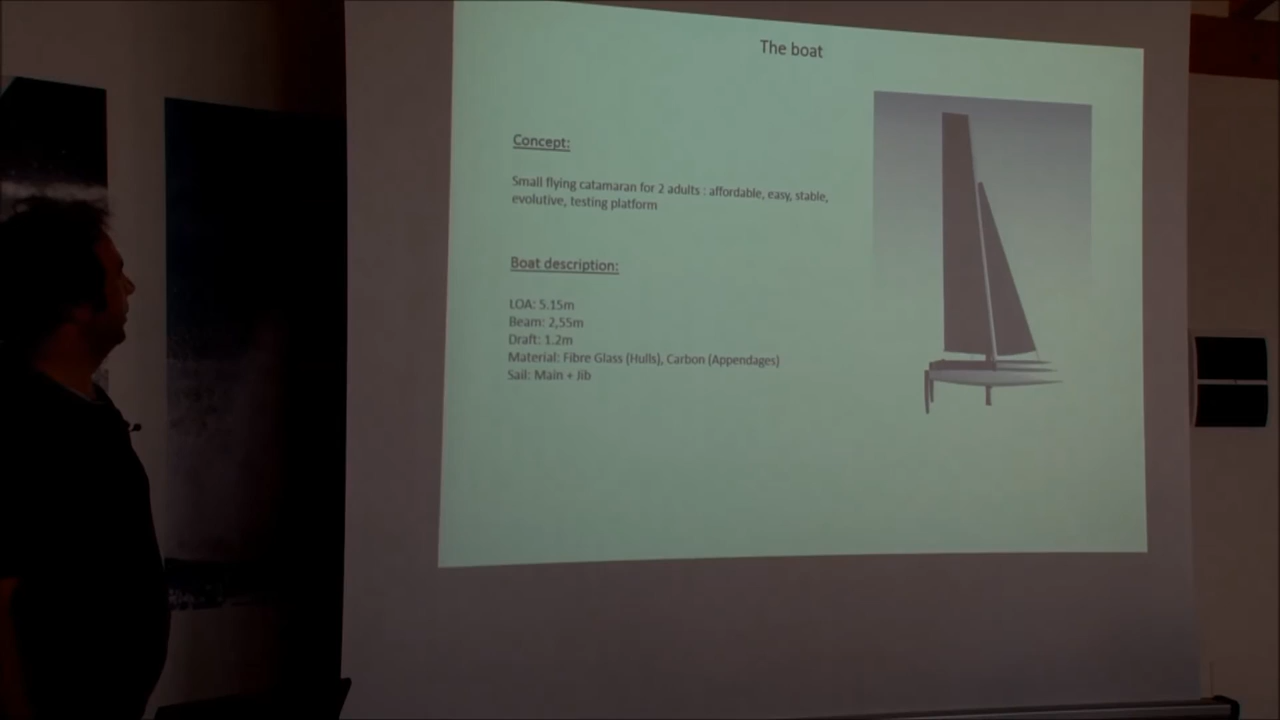 The boat
Concept:
Small flying catamaran for 2 adults : affordable, easy, stable,
evolutive, testing platform
Boat description:
LOA: 5.15m
Beam: 2,55m
Draft: 1.2m
Material: Fibre Glass (Hulls), Carbon (Appendages)
Sail: Main + Jib